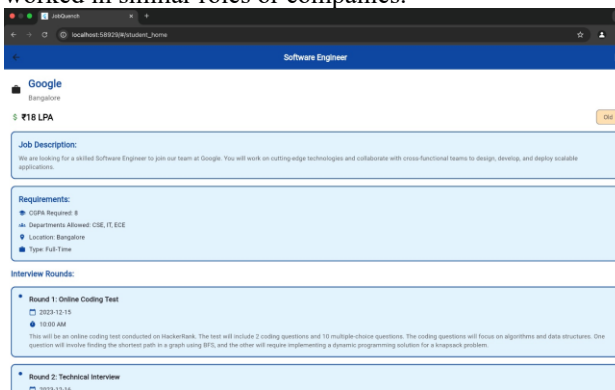 worked in similar roles or companies.
JobQuench
localhost:58929/#/student_home
Software Engineer
Google
Bangalore
$ ₹18 LPA
Old
Job Description:
We are looking for a skilled Software Engineer to join our team at Google. You will work on cutting-edge technologies and collaborate with cross-functional teams to design, develop, and deploy scalable
applications.
Requirements:
CGPA Required: 8
Departments Allowed: CSE, IT, ECE
Location: Bangalore
Type: Full-Time
Interview Rounds:
Round 1: Online Coding Test
2023-12-15
10:00 AM
This will be an online coding test conducted on HackerRank. The test will include 2 coding questions and 10 multiple-choice questions. The coding questions will focus on algorithms and data structures. One
question will involve finding the shortest path in a graph using BFS, and the other will require implementing a dynamic programming solution for a knapsack problem.
Round 2: Technical Interview
2023-12-16